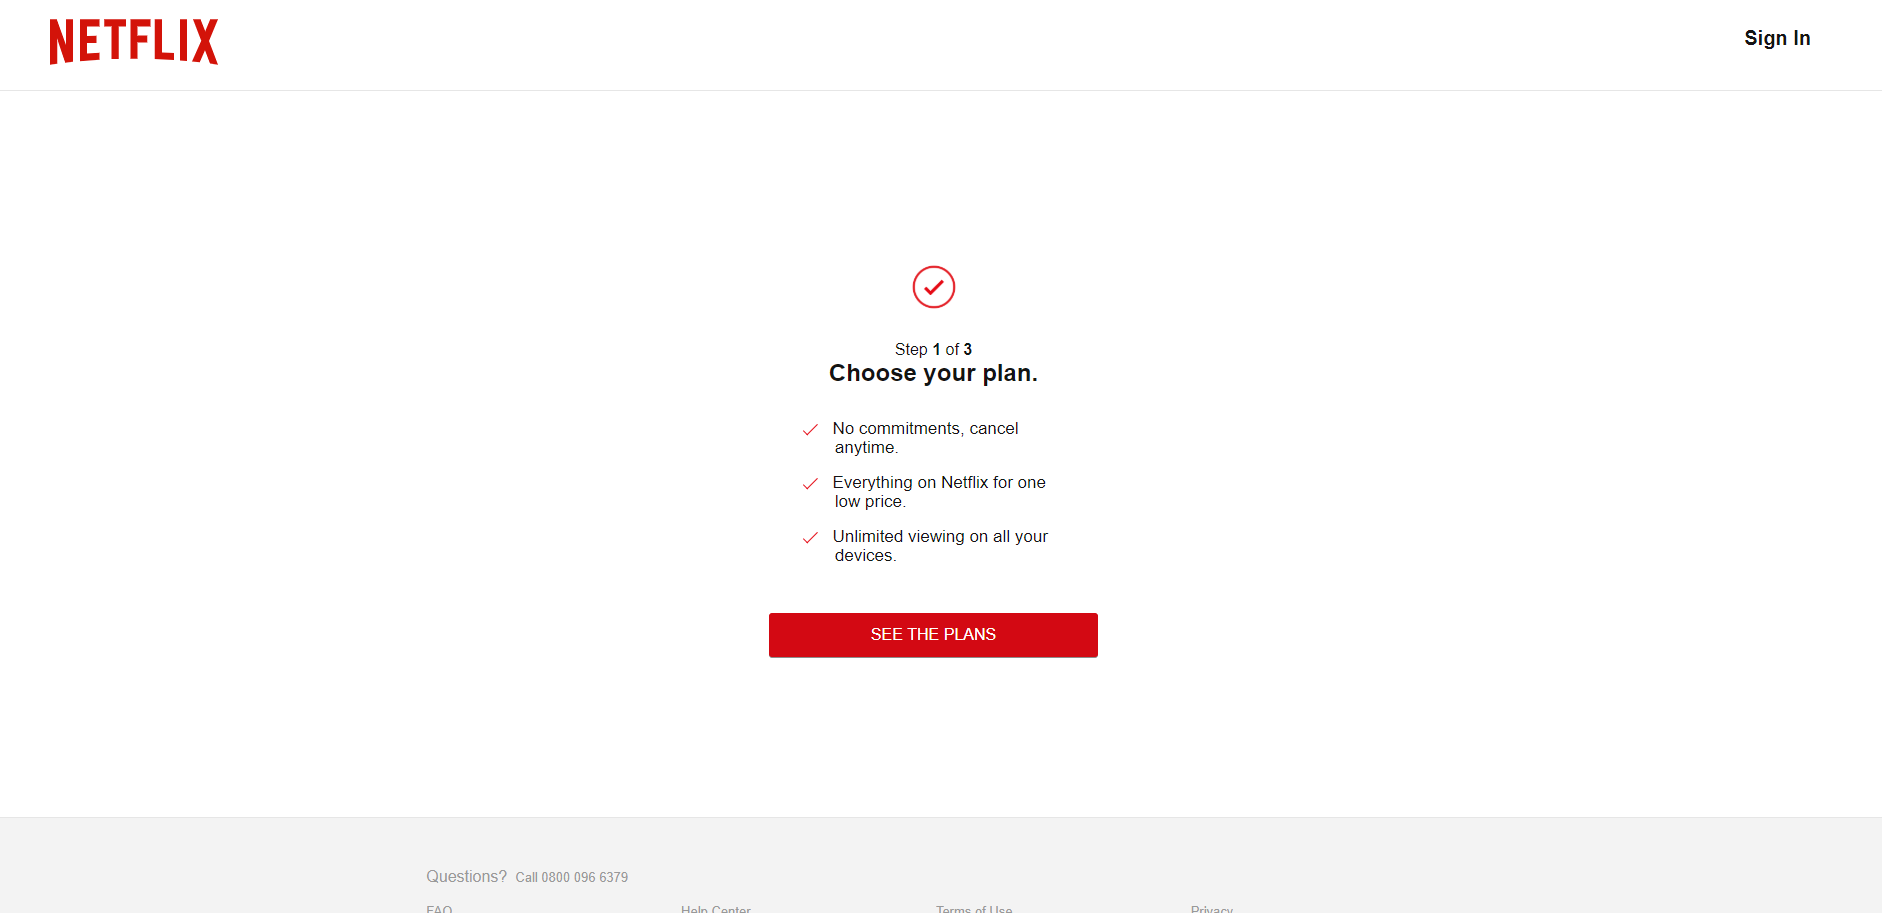 NETFLIX
Sign In
Step 1 of 3
Choose your plan.
No commitments, cancel
anytime.
Everything on Netflix for one
low price.
Unlimited viewing on all your
devices.
SEE THE PLANS
Questions? Call 0800 096 6379
FAQ Help Center Terms of Use Privacy